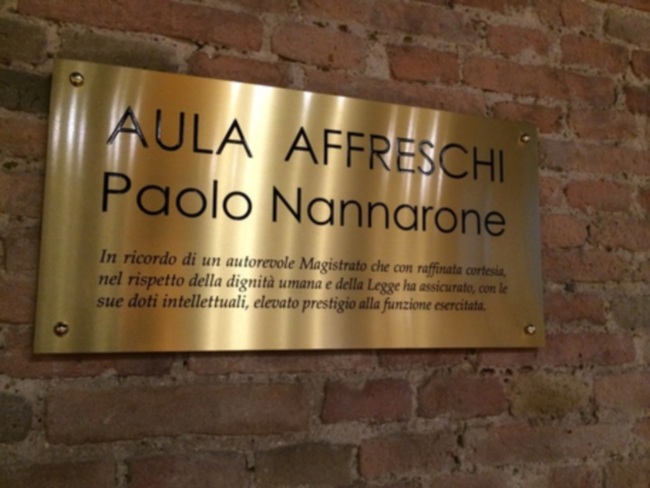 AULA AFFRESCHI
Paolo Nannarone
In ricordo di un autorevole Magistrato che con raffinata cortesia,
nel rispetto della dignità umana e della Legge ha assicurato, con le
sue doti intellettuali, elevato prestigio alla funzione esercitata.